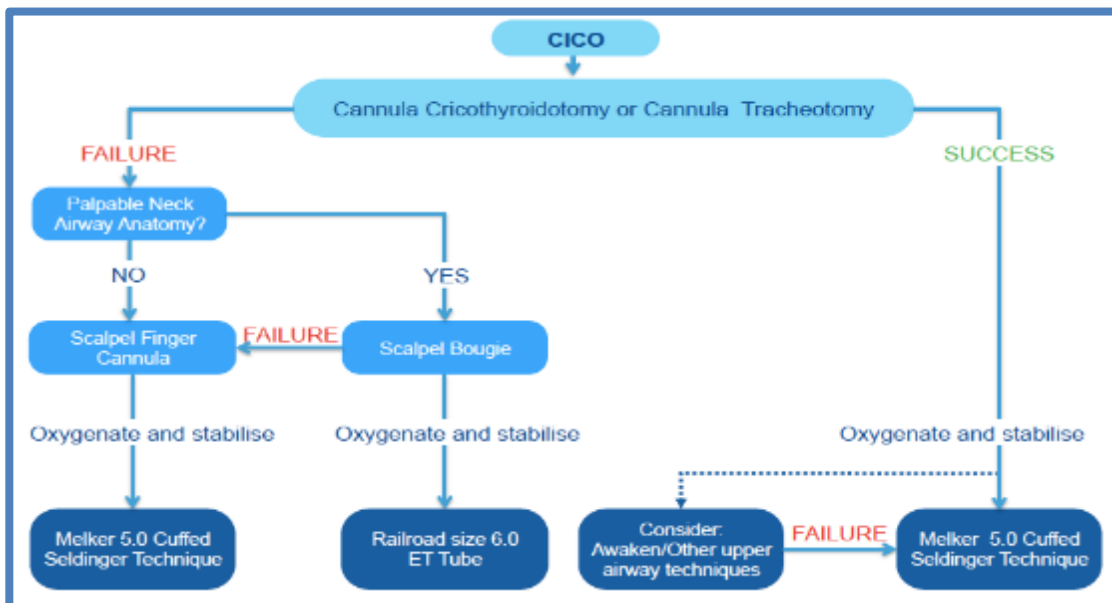 CICO
Cannula Cricothyroidotomy or Cannula Tracheotomy
FAILURE
SUCCESS
Palpable Neck
Airway Anatomy?
NO
YES
Scalpel Finger
Cannula
FAILURE
Scalpel Bougie
Oxygenate and stabilise
Oxygenate and stabilise
Oxygenate and stabilise
Melker 5.0 Cuffed
Seldinger Technique
Railroad size 6.0
ET Tube
Consider:
Awaken/Other upper
airway techniques
FAILURE
Melker 5.0 Cuffed
Seldinger Technique